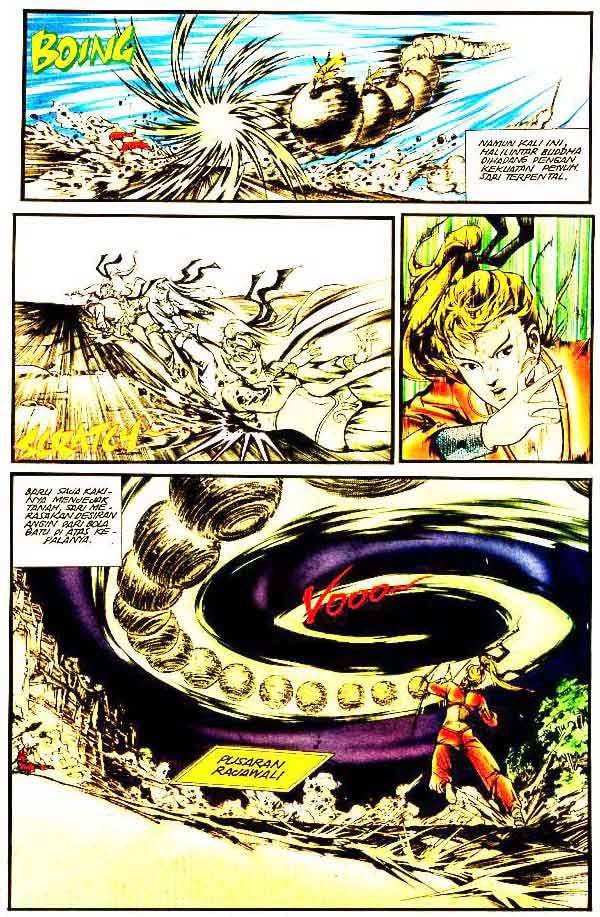 BOING
NAMUN KALI INI,
HALILINTAR BUDDHA
DIHADANG DENGAN
KEKUATAN PENUH.
SARI TERPENTAL.
SCRATCH
BARU SAJA KAKI-
NYA MENJEJAK
TANAH, SARI ME-
RASAKAN DESIRAN
ANGIN DARI BOLA
BATU DI ATAS KE-
PALANYA.
VOOO
PUSARAN
RAJAWALI